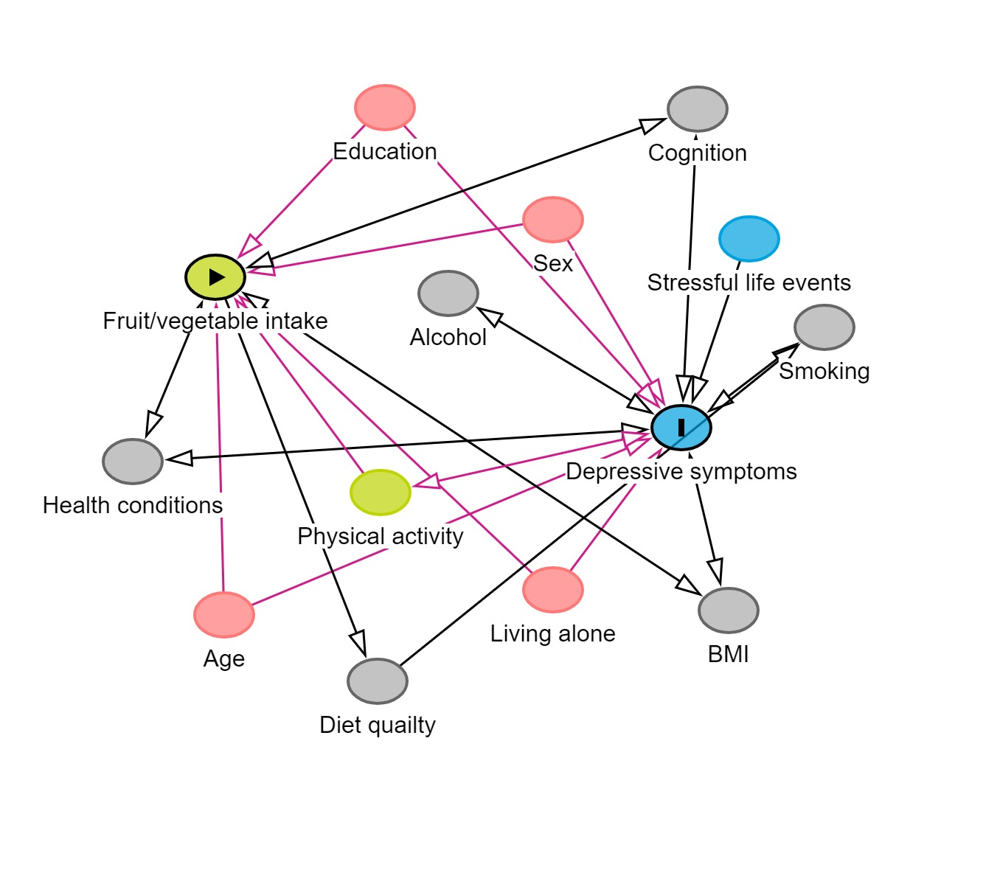 Education
Cognition
Sex
Stressful life events
Fruit/vegetable intake
Alcohol
Smoking
Depressive symptoms
Health conditions
Physical activity
Living alone
BMI
Age
Diet quailty